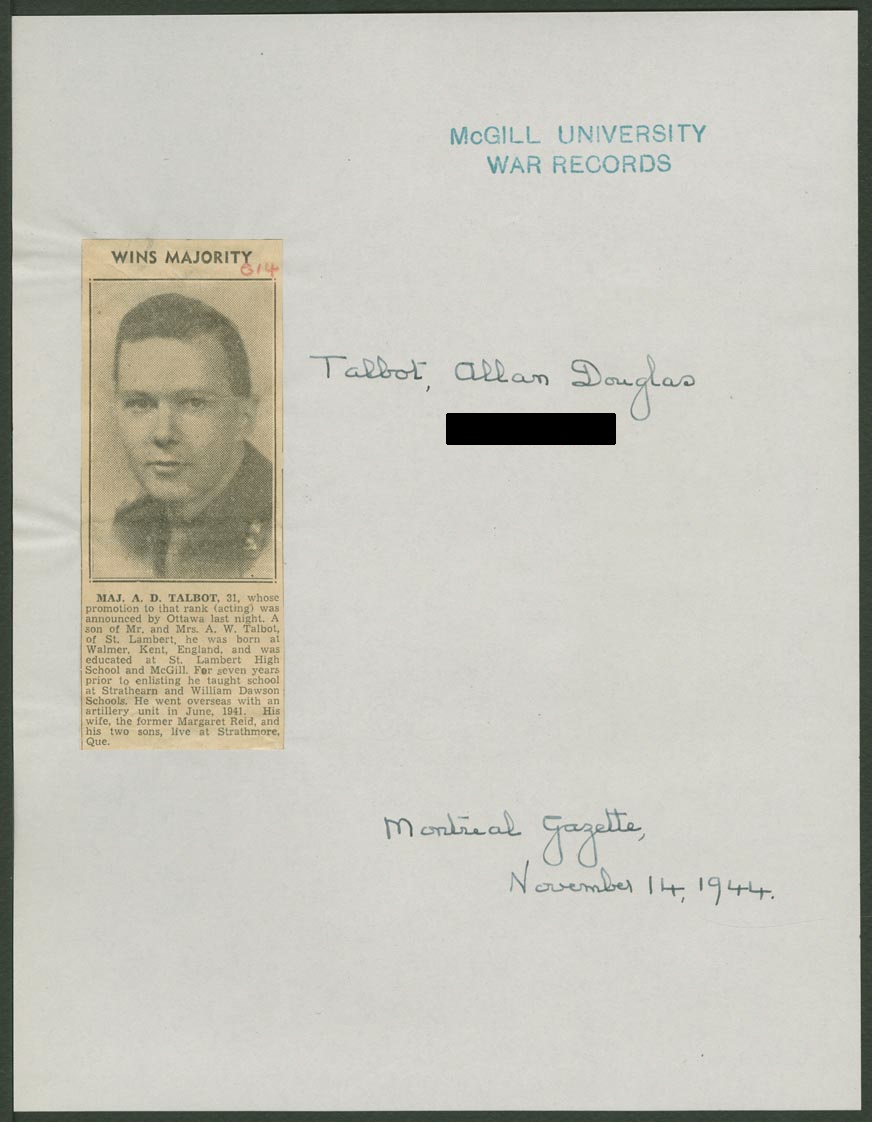 McGILL UNIVERSITY
WAR RECORDS
WINS MAJORITY
G14
Talbot, Allan Douglas
MAJ. A. D. TALBOT, 31, whose
promotion to that rank (acting) was
announced by Ottawa last night. A
son of Mr. and Mrs. A. W. Talbot,
of St. Lambert, he was born at
Walmer, Kent, England, and was
educated at St. Lambert High
School and McGill. For seven years
prior to enlisting he taught school
at Strathearn and William Dawson
Schools. He went overseas with an
artillery unit in June, 1941. His
wife, the former Margaret Reid, and
his two sons, live at Strathmore,
Que.
Montreal Gazette,
November 14, 1944.